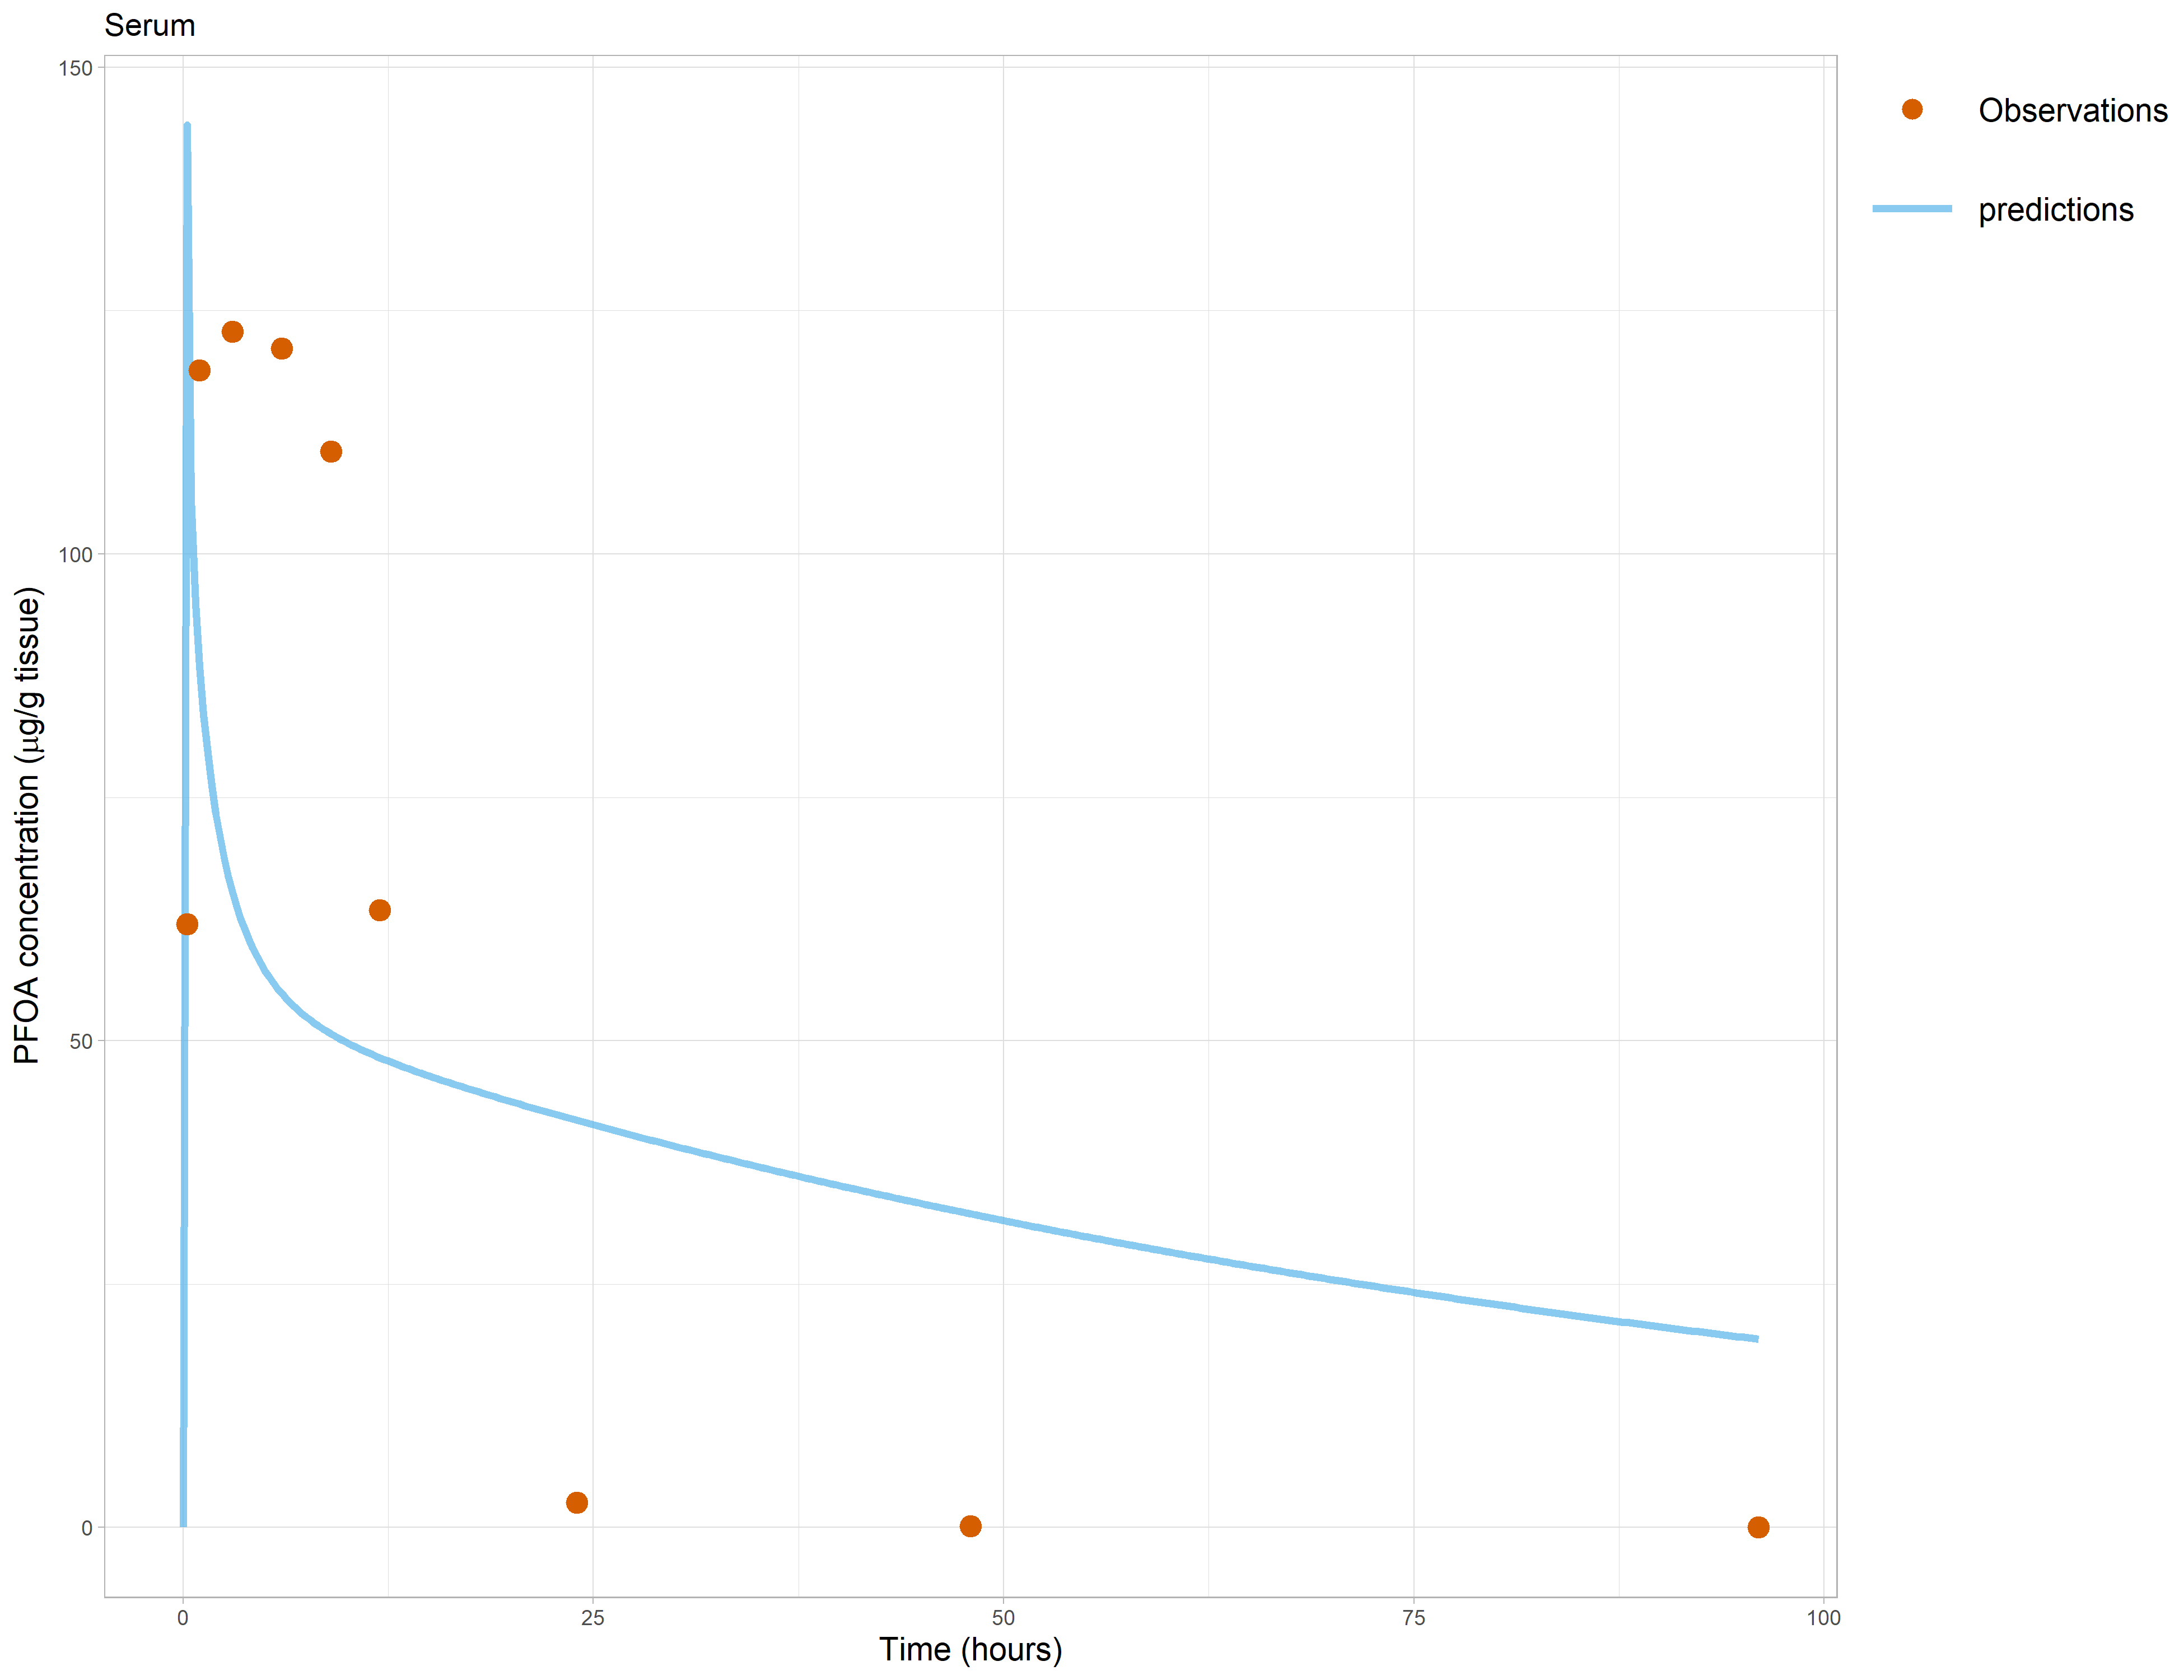 Serum
150
100
50
0
PFOA concentration (μg/g tissue)
0 25 50 75 100
Time (hours)
Observations
predictions